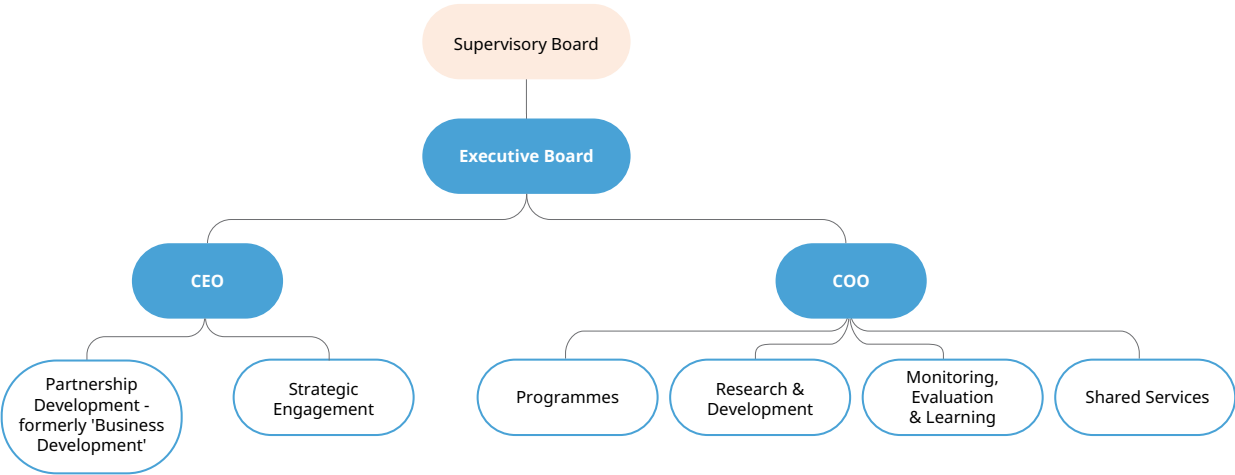 Supervisory Board
Executive Board
CEO
COO
Partnership
Development -
formerly 'Business
Development'
Strategic
Engagement
Programmes
Research &
Development
Monitoring,
Evaluation
& Learning
Shared Services